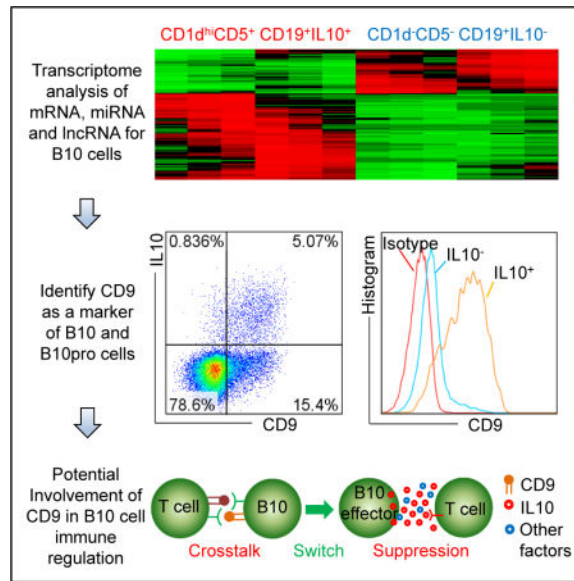 CD1dhiCD5+ CD19+IL10+ CD1d-CD5- CD19+IL10-
Transcriptome
analysis of
mRNA, miRNA
and lncRNA for
B10 cells
Identify CD9
as a marker
of B10 and
B10pro cells
IL10
0.836% 5.07%
78.6% 15.4%
CD9
Histogram
Isotype
IL10-
IL10+
CD9
Potential
Involvement of
CD9 in B10 cell
immune
regulation
T cell
B10
B10
effector
T cell
Crosstalk Switch Suppression
CD9
IL10
Other
factors